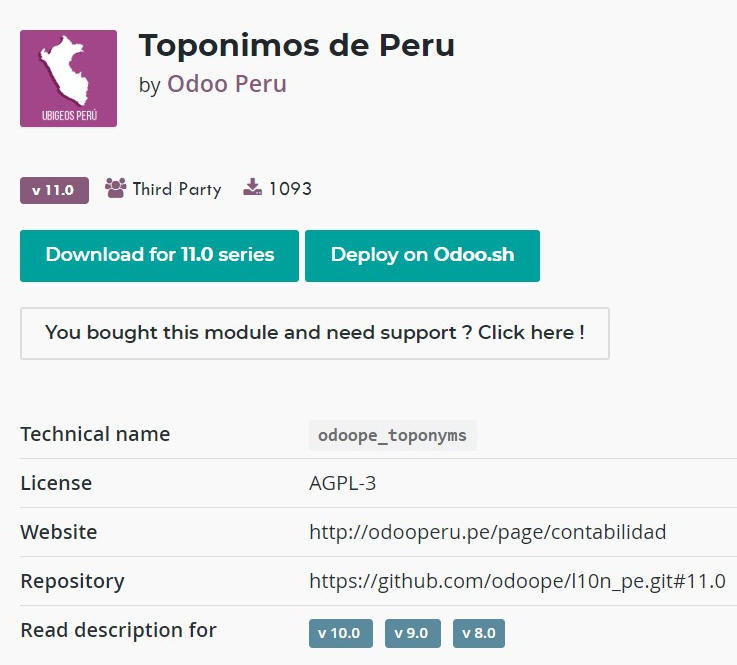 Toponimos de Peru
by Odoo Peru
UBIGEOS PERÚ
v 11.0 Third Party 1093
Download for 11.0 series Deploy on Odoo.sh
You bought this module and need support ? Click here !
Technical name odoope_toponyms
License AGPL-3
Website http://odooperu.pe/page/contabilidad
Repository https://github.com/odoope/l10n_pe.git#11.0
Read description for v 10.0 v 9.0 v 8.0